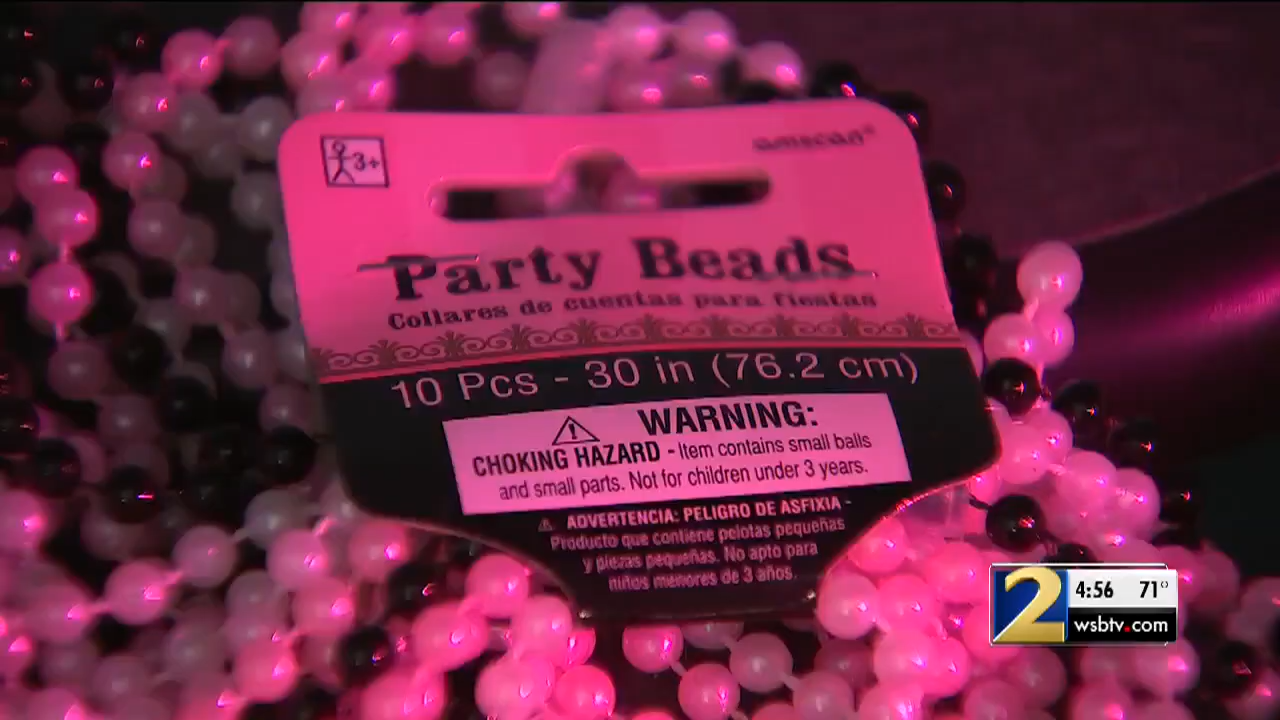 3+
amscan®
Party Beads
Collares de cuentas para fiestas
10 Pcs - 30 in (76.2 cm)
WARNING:
CHOKING HAZARD - Item contains small balls
and small parts. Not for children under 3 years.
ADVERTENCIA: PELIGRO DE ASFIXIA -
Producto que contiene pelotas pequeñas
y piezas pequeñas. No apto para
niños menores de 3 años.
2
4:56 71°
wsbtv.com